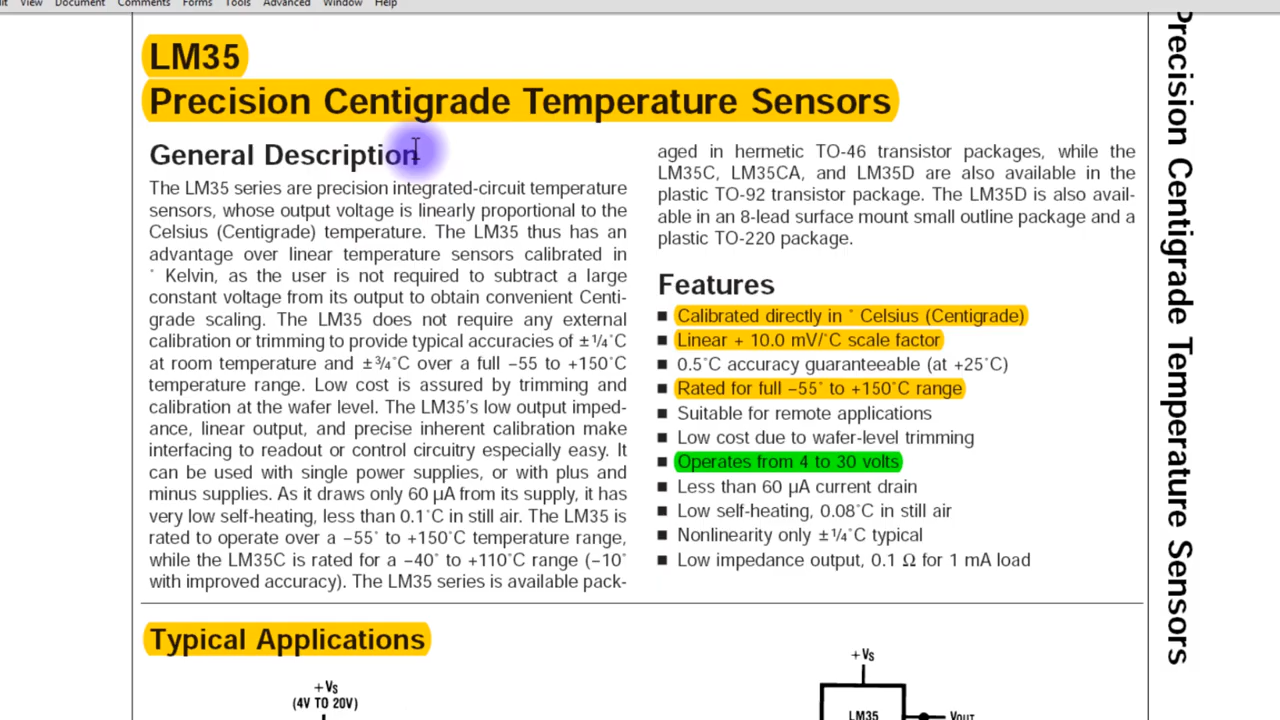 View Document Comments Forms Tools Advanced Window Help
LM35
Precision Centigrade Temperature Sensors
General Description
The LM35 series are precision integrated-circuit temperature
sensors, whose output voltage is linearly proportional to the
Celsius (Centigrade) temperature. The LM35 thus has an
advantage over linear temperature sensors calibrated in
˚ Kelvin, as the user is not required to subtract a large
constant voltage from its output to obtain convenient Centi-
grade scaling. The LM35 does not require any external
calibration or trimming to provide typical accuracies of ±¼˚C
at room temperature and ±¾˚C over a full −55 to +150˚C
temperature range. Low cost is assured by trimming and
calibration at the wafer level. The LM35's low output imped-
ance, linear output, and precise inherent calibration make
interfacing to readout or control circuitry especially easy. It
can be used with single power supplies, or with plus and
minus supplies. As it draws only 60 µA from its supply, it has
very low self-heating, less than 0.1˚C in still air. The LM35 is
rated to operate over a −55˚ to +150˚C temperature range,
while the LM35C is rated for a −40˚ to +110˚C range (−10˚
with improved accuracy). The LM35 series is available pack-
aged in hermetic TO-46 transistor packages, while the
LM35C, LM35CA, and LM35D are also available in the
plastic TO-92 transistor package. The LM35D is also avail-
able in an 8-lead surface mount small outline package and a
plastic TO-220 package.
Features
■ Calibrated directly in ˚ Celsius (Centigrade)
■ Linear + 10.0 mV/˚C scale factor
■ 0.5˚C accuracy guaranteeable (at +25˚C)
■ Rated for full −55˚ to +150˚C range
■ Suitable for remote applications
■ Low cost due to wafer-level trimming
■ Operates from 4 to 30 volts
■ Less than 60 µA current drain
■ Low self-heating, 0.08˚C in still air
■ Nonlinearity only ±¼˚C typical
■ Low impedance output, 0.1 Ω for 1 mA load
Typical Applications
+VS
(4V TO 20V)
+VS
LM35
VOUT
Precision Centigrade Temperature Sensors